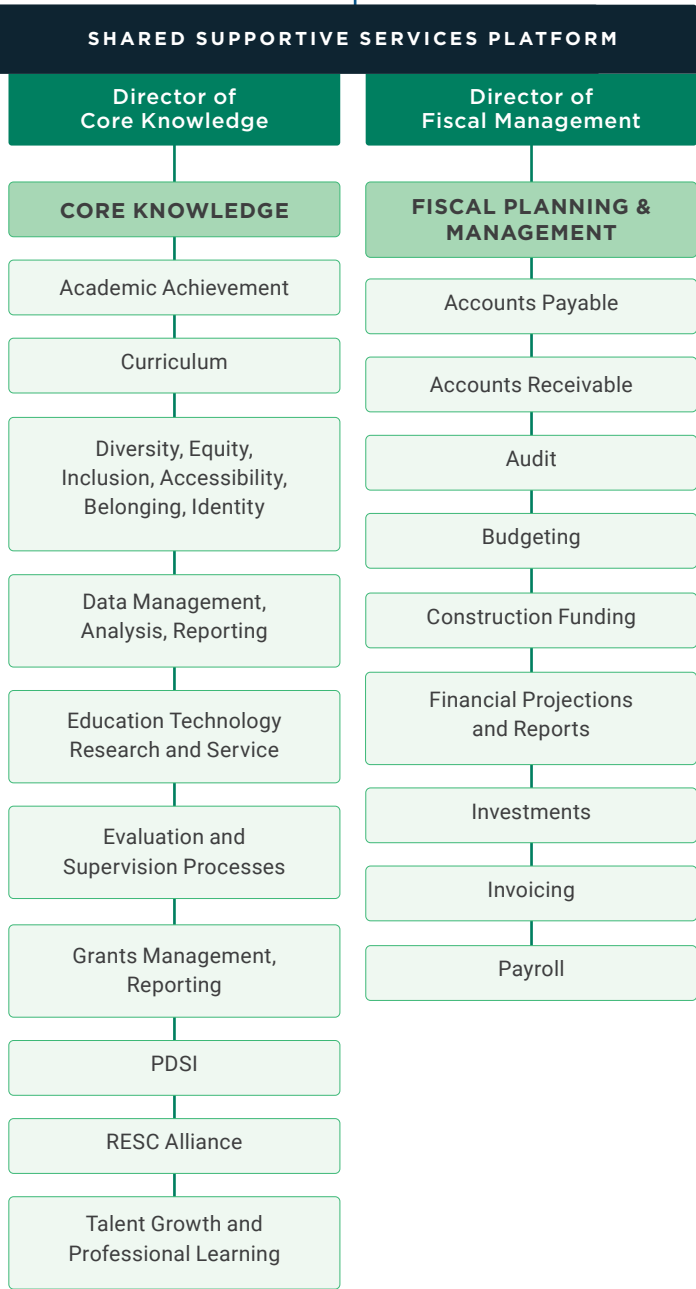 SHARED SUPPORTIVE SERVICES PLATFORM
Director of
Core Knowledge
CORE KNOWLEDGE
Academic Achievement
Curriculum
Diversity, Equity,
Inclusion, Accessibility,
Belonging, Identity
Data Management,
Analysis, Reporting
Education Technology
Research and Service
Evaluation and
Supervision Processes
Grants Management,
Reporting
PDSI
RESC Alliance
Talent Growth and
Professional Learning
Director of
Fiscal Management
FISCAL PLANNING &
MANAGEMENT
Accounts Payable
Accounts Receivable
Audit
Budgeting
Construction Funding
Financial Projections
and Reports
Investments
Invoicing
Payroll